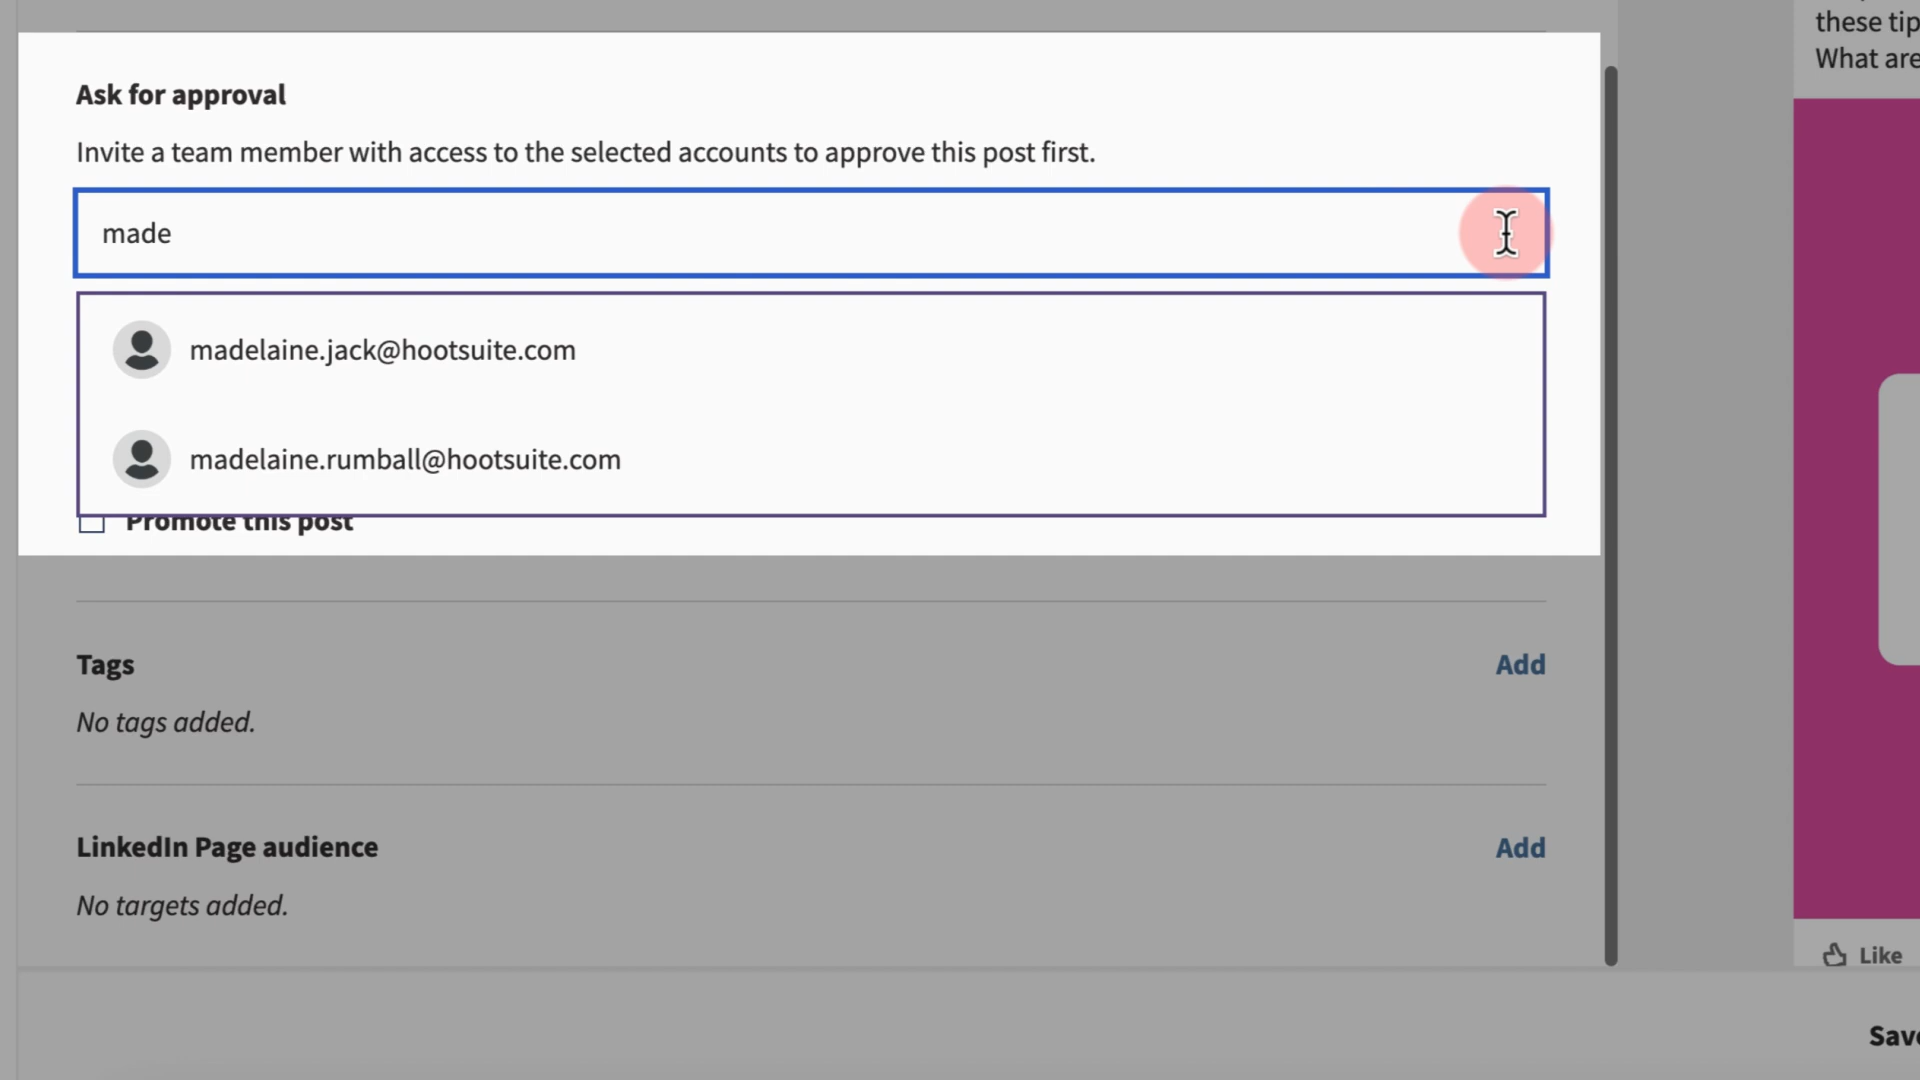 these tip
What are
Ask for approval
Invite a team member with access to the selected accounts to approve this post first.
made
madelaine.jack@hootsuite.com
madelaine.rumball@hootsuite.com
Promote this post
Tags
Add
No tags added.
LinkedIn Page audience
Add
No targets added.
Like
Save